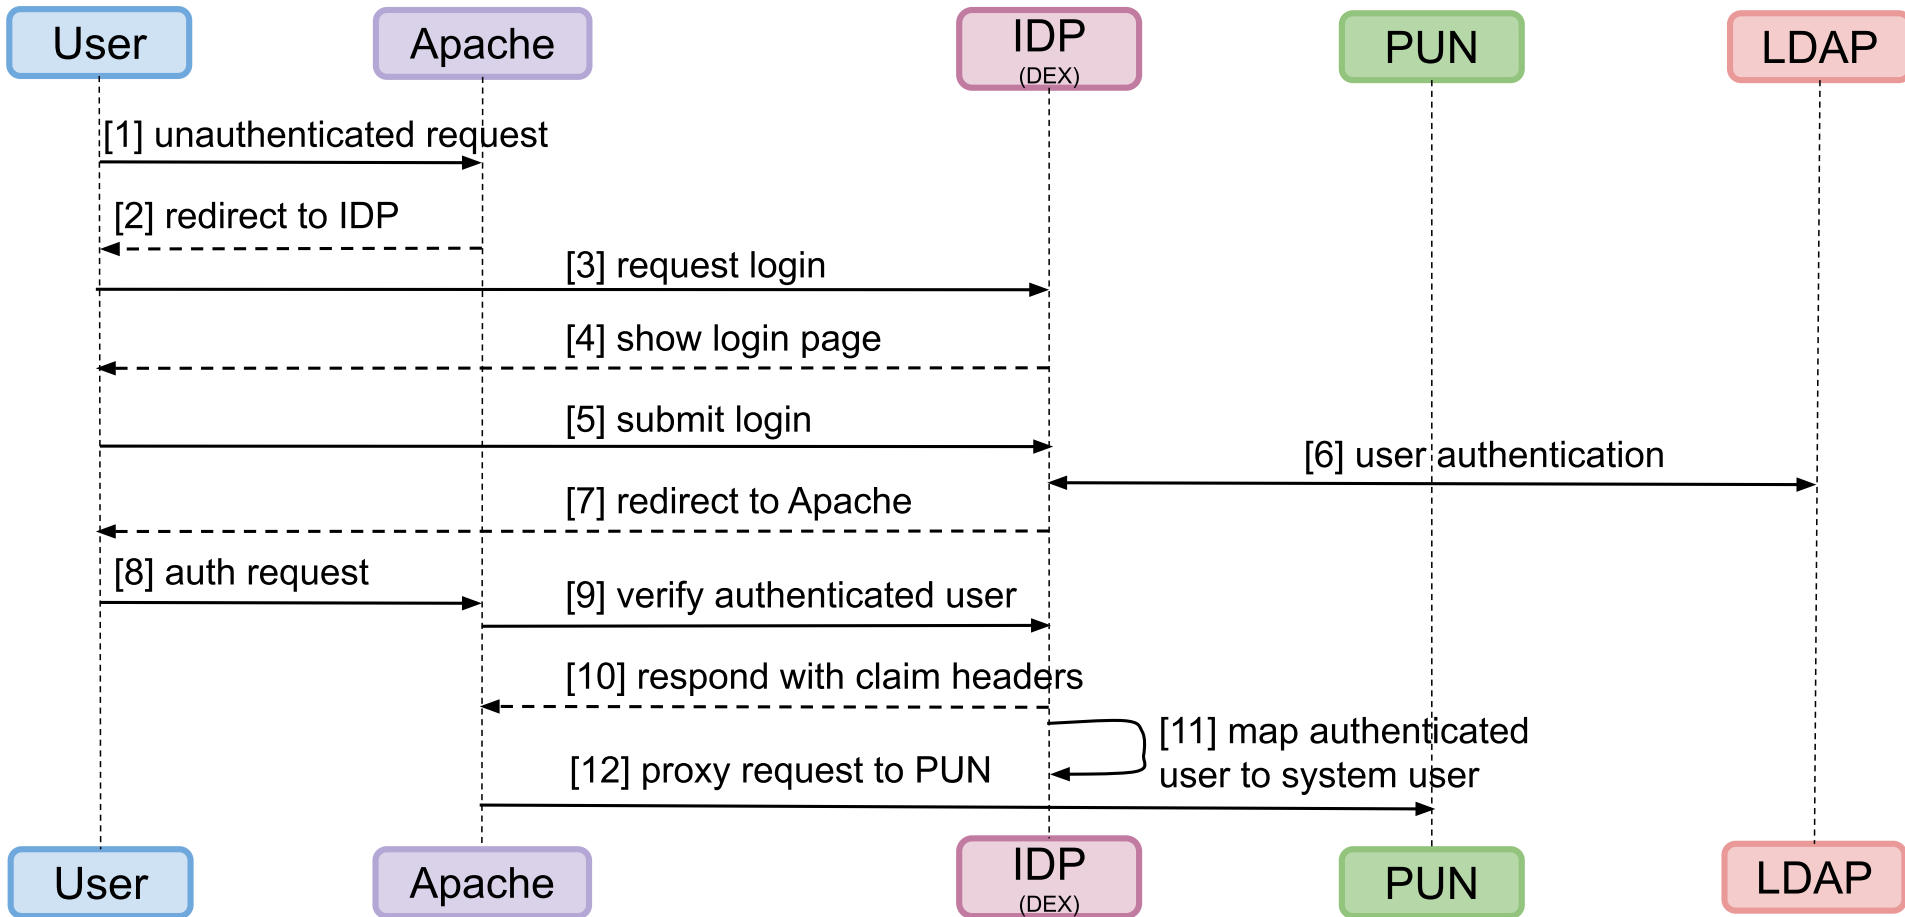 User
Apache
IDP
(DEX)
PUN
LDAP
[1] unauthenticated request
[2] redirect to IDP
[3] request login
[4] show login page
[5] submit login
[6] user authentication
[7] redirect to Apache
[8] auth request
[9] verify authenticated user
[10] respond with claim headers
[11] map authenticated
user to system user
[12] proxy request to PUN
User
Apache
IDP
(DEX)
PUN
LDAP